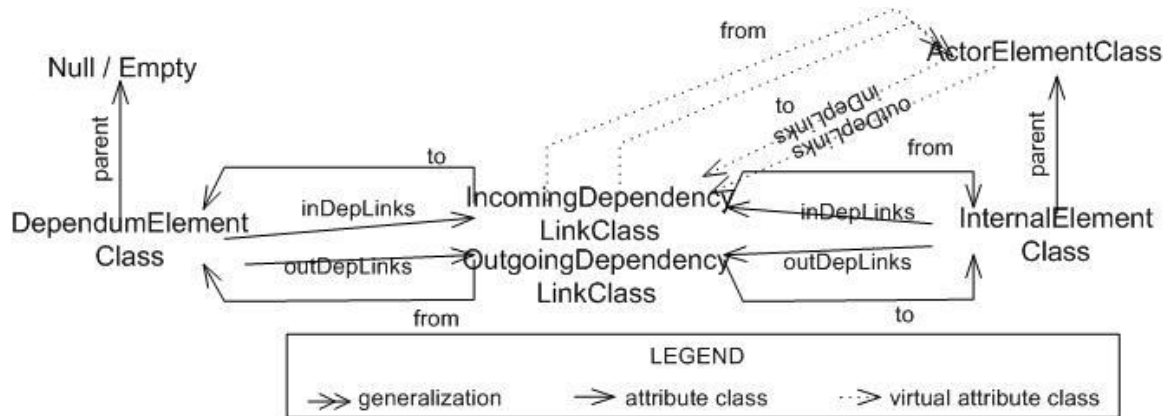 from
Null / Empty
ActorElementClass
to
inDepLinks
outDepLinks
parent
parent
to
from
inDepLinks
IncomingDependency
LinkClass
inDepLinks
DependumElement
Class
InternalElement
Class
outDepLinks
OutgoingDependency
LinkClass
outDepLinks
from
to
LEGEND
generalization
attribute class
virtual attribute class